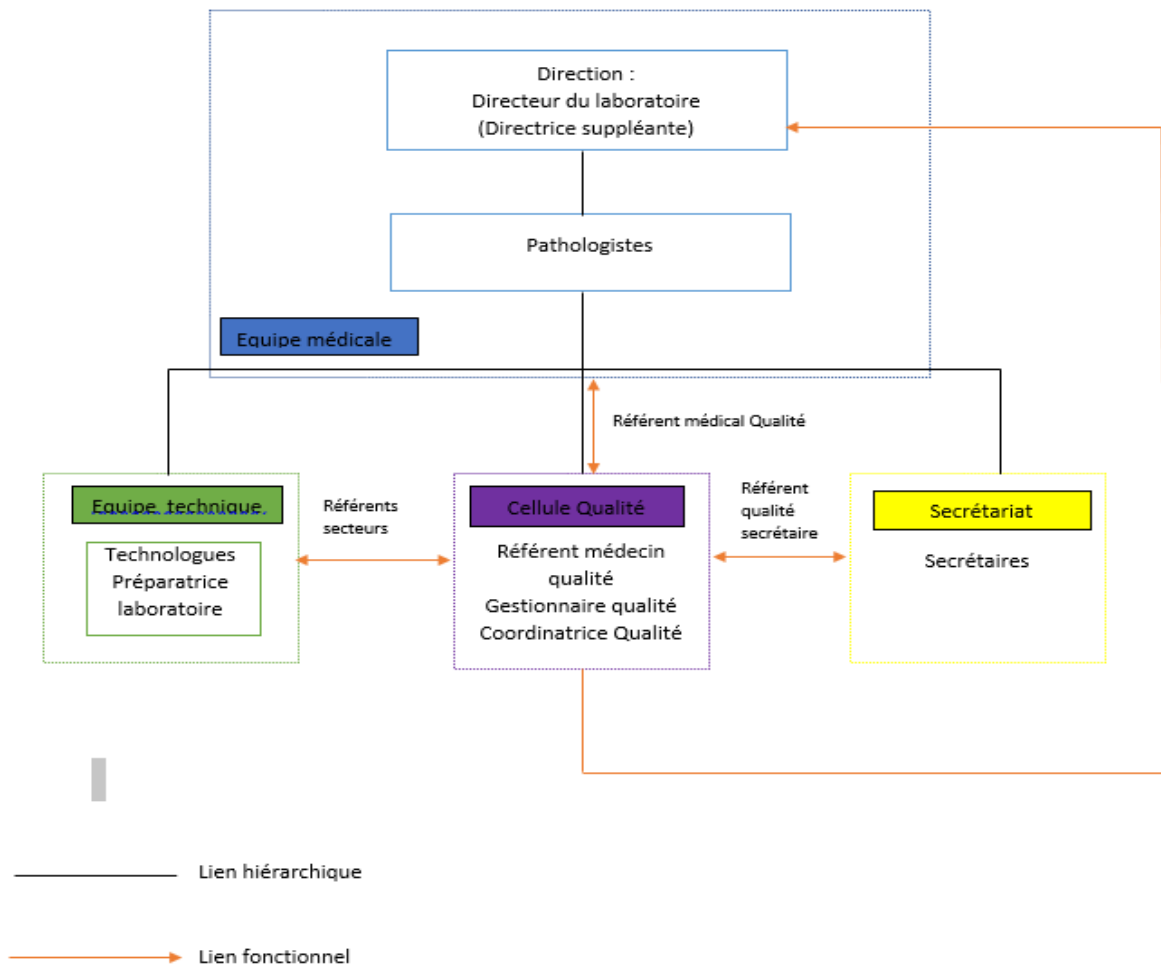 Direction :
Directeur du laboratoire
(Directrice suppléante)
Pathologistes
Equipe médicale
Référent médical Qualité
Equipe technique
Technologues
Préparatrice
laboratoire
Référents
secteurs
Cellule Qualité
Référent médecin
qualité
Gestionnaire qualité
Coordinatrice Qualité
Référent
qualité
secrétaire
Secrétariat
Secrétaires
Lien hiérarchique
Lien fonctionnel